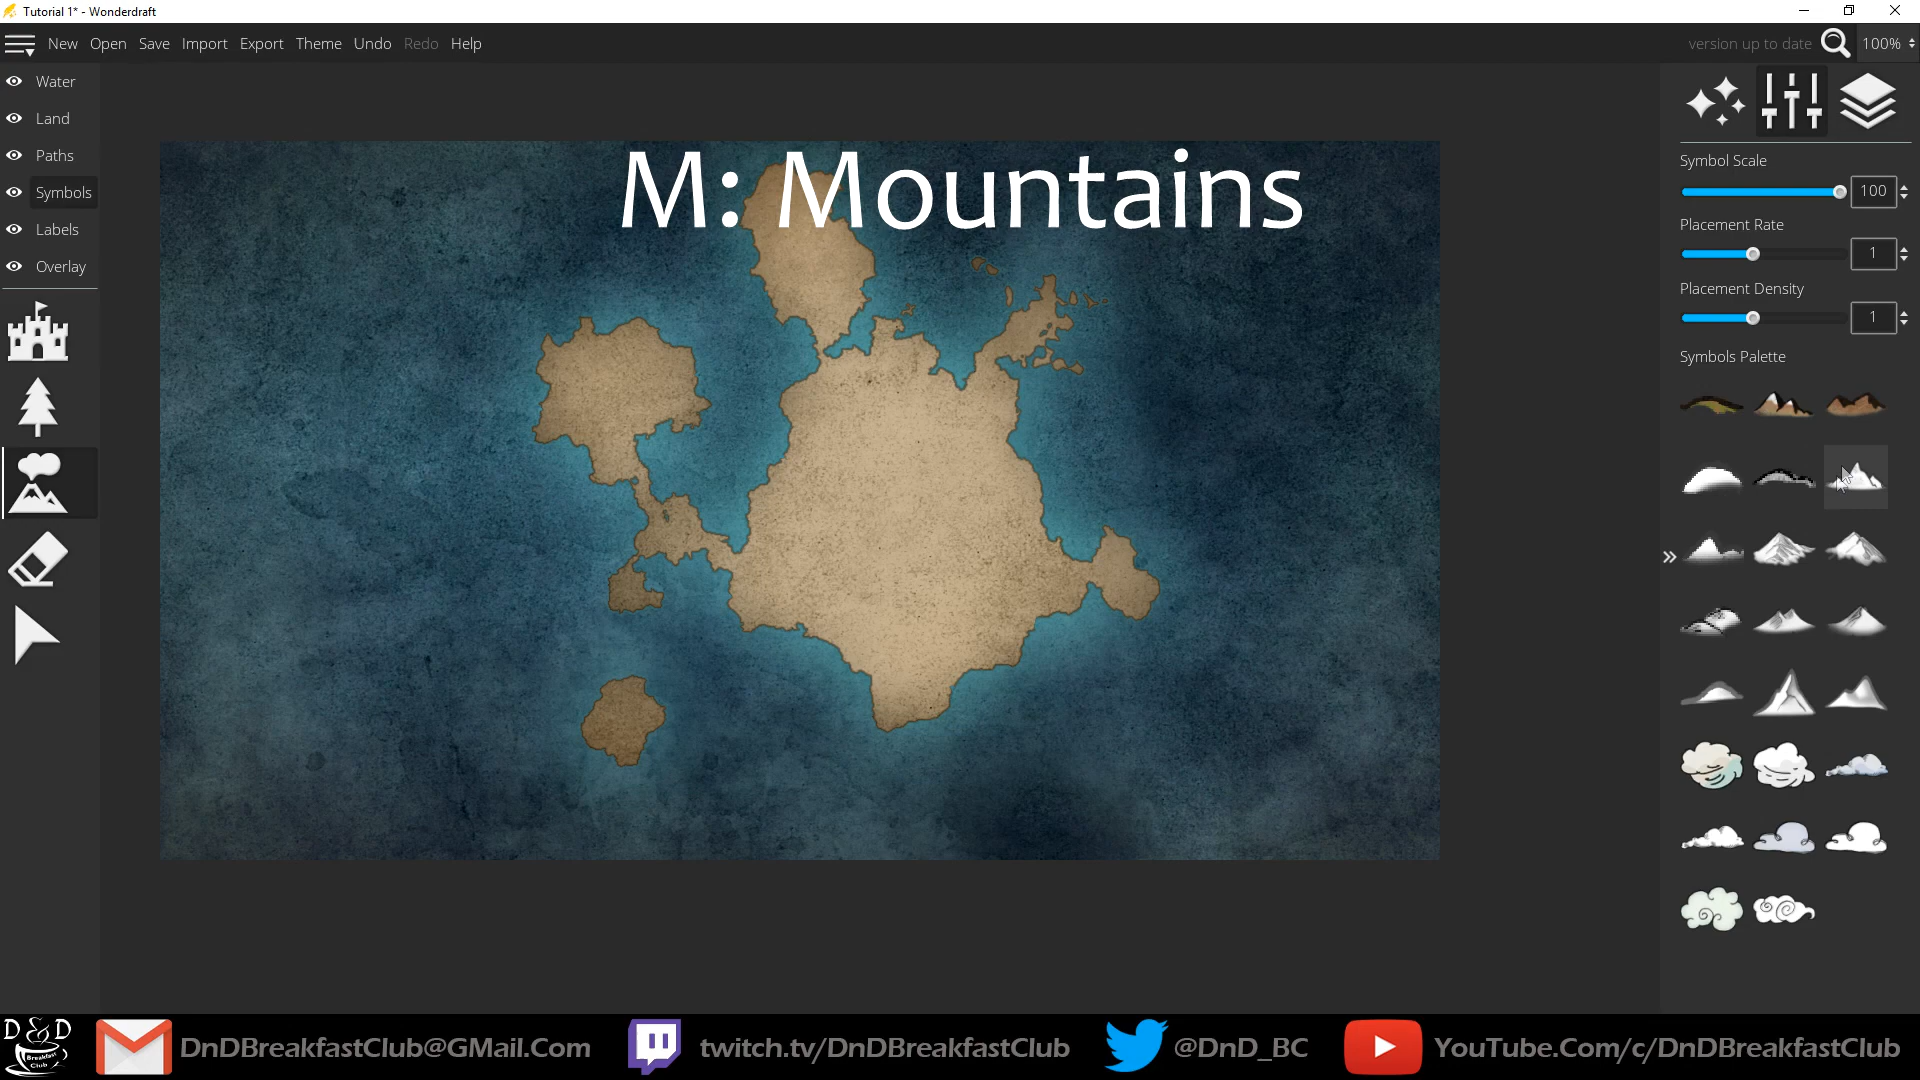 Tutorial 1* - Wonderdraft
New Open Save Import Export Theme Undo Redo Help
version up to date 100%
Water
Land
Paths
Symbols
Labels
Overlay
M: Mountains
Symbol Scale
100
Placement Rate
1
Placement Density
1
Symbols Palette
D&D
Breakfast
Club
DnDBreakfastClub@GMail.Com
twitch.tv/DnDBreakfastClub
@DnD_BC
YouTube.Com/c/DnDBreakfastClub